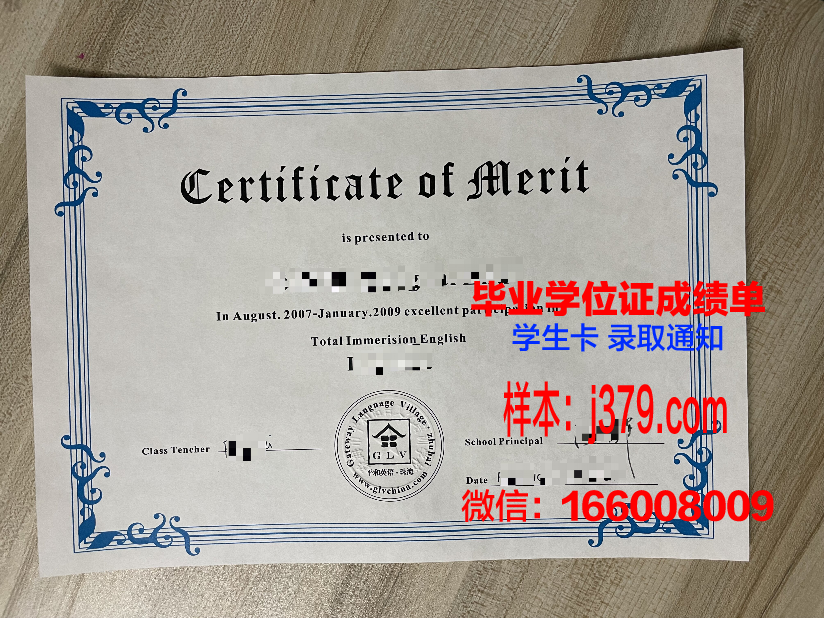 Certificate of Merit
is presented to
In August. 2007-January.2009 excellent participation in
Total Immerision English
毕业学位证成绩单
学生卡 录取通知
样本：j379.com
Gateway Language Village · zhuhai
GLV
www.glvchina.com
Class Tencher
School Principal
Date
微信：166008009